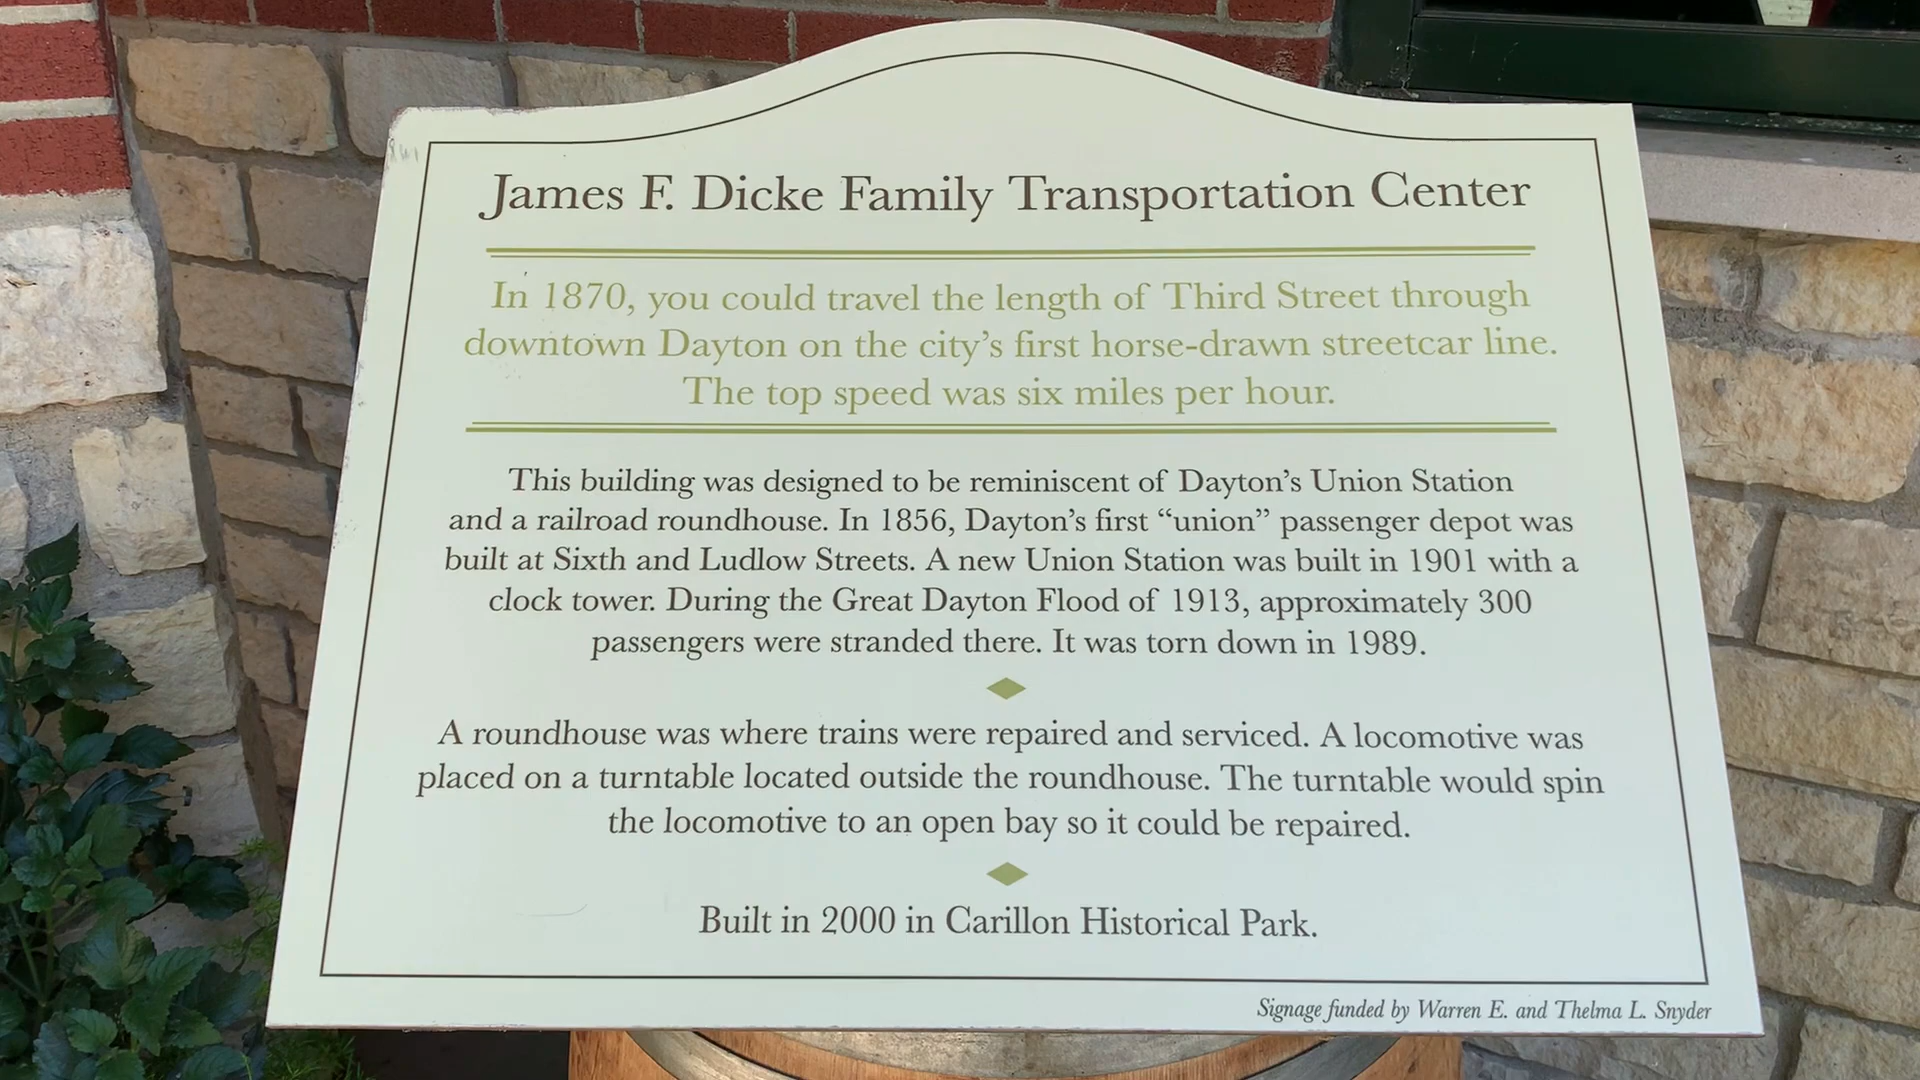 James F. Dicke Family Transportation Center
In 1870, you could travel the length of Third Street through
downtown Dayton on the city’s first horse-drawn streetcar line.
The top speed was six miles per hour.
This building was designed to be reminiscent of Dayton’s Union Station
and a railroad roundhouse. In 1856, Dayton’s first “union” passenger depot was
built at Sixth and Ludlow Streets. A new Union Station was built in 1901 with a
clock tower. During the Great Dayton Flood of 1913, approximately 300
passengers were stranded there. It was torn down in 1989.
A roundhouse was where trains were repaired and serviced. A locomotive was
placed on a turntable located outside the roundhouse. The turntable would spin
the locomotive to an open bay so it could be repaired.
Built in 2000 in Carillon Historical Park.
Signage funded by Warren E. and Thelma L. Snyder